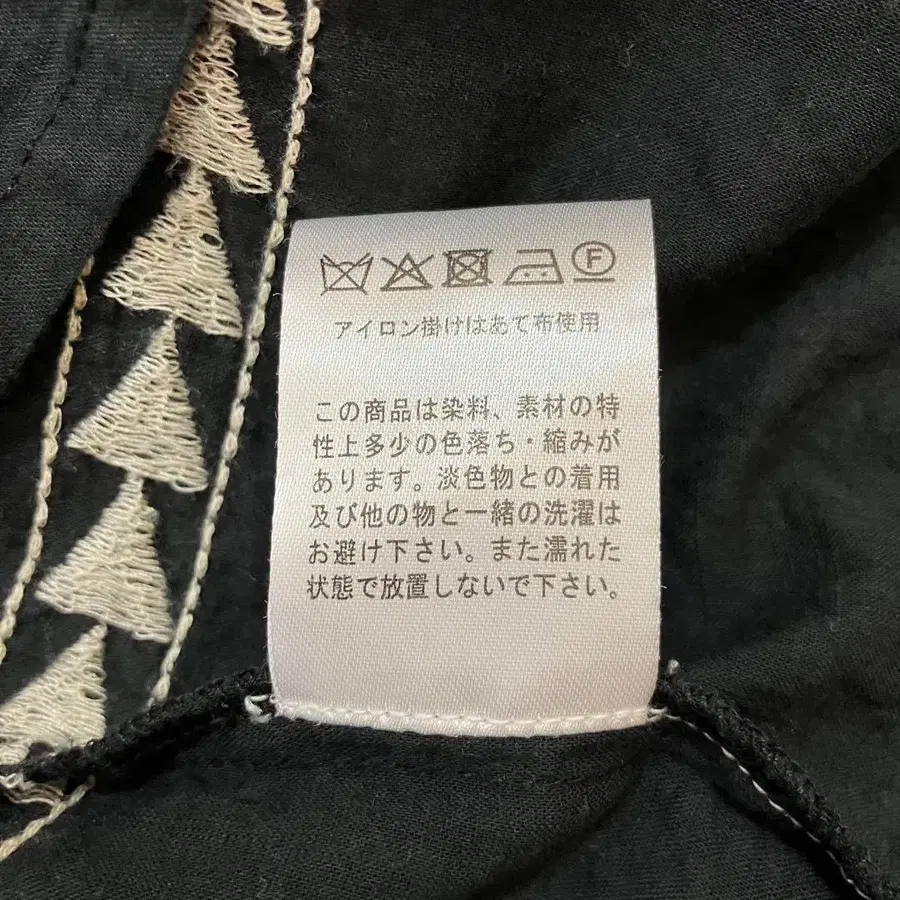 F
アイロン掛けはあて布使用
この商品は染料、素材の特
性上多少の色落ち・縮みが
あります。淡色物との着用
及び他の物と一緒の洗濯は
お避け下さい。また濡れた
状態で放置しないで下さい。